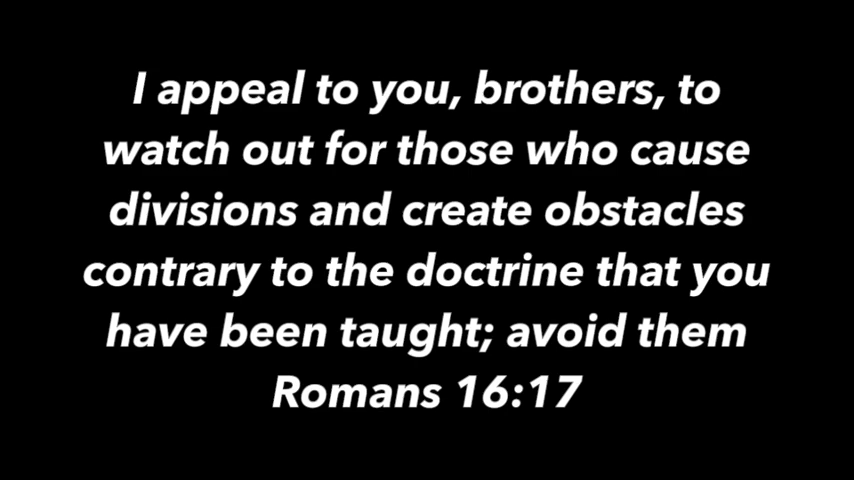 I appeal to you, brothers, to
watch out for those who cause
divisions and create obstacles
contrary to the doctrine that you
have been taught; avoid them
Romans 16:17